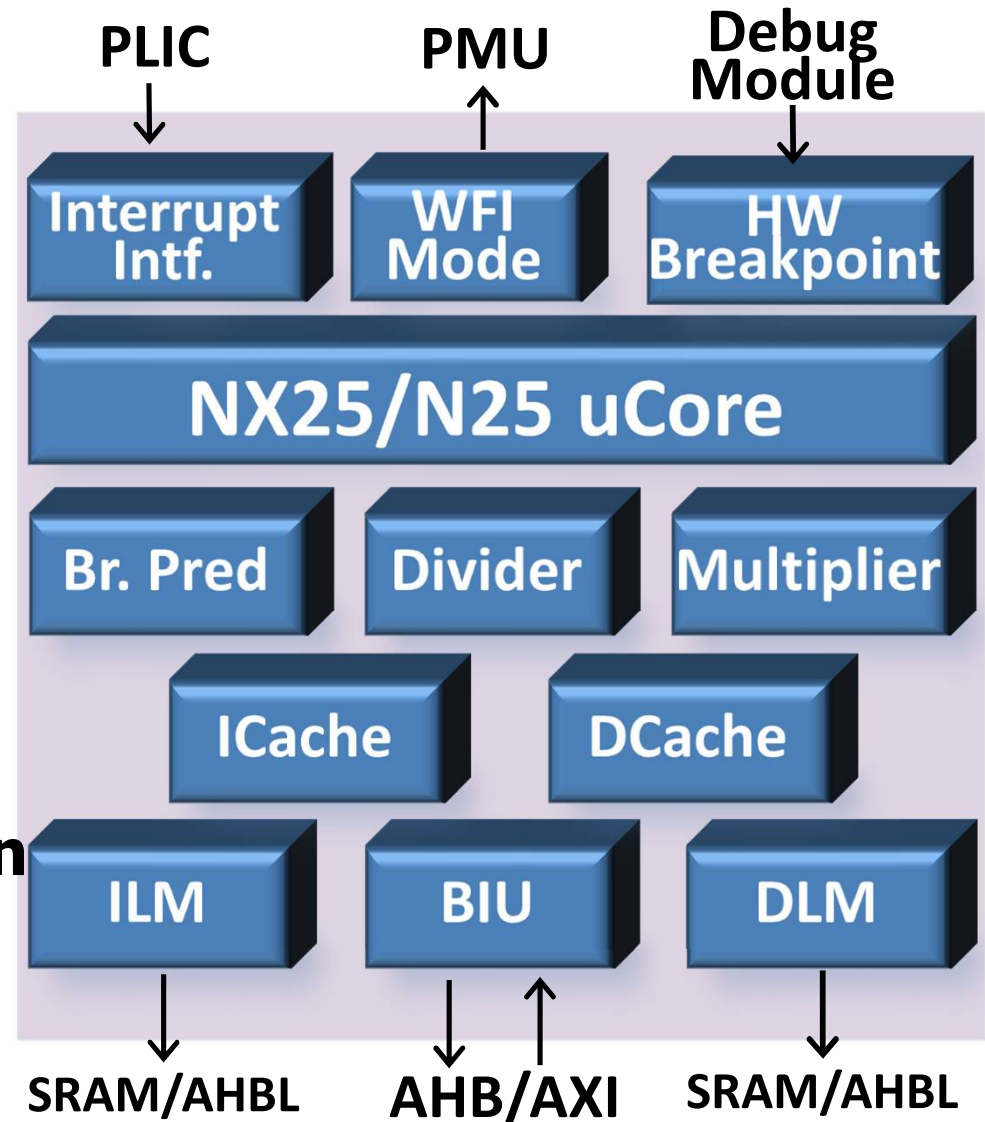 PLIC
PMU
Debug
Module
Interrupt
Intf.
WFI
Mode
HW
Breakpoint
NX25/N25 uCore
Br. Pred
Divider
Multiplier
ICache
DCache
n
ILM
BIU
DLM
SRAM/AHBL
AHB/AXI
SRAM/AHBL